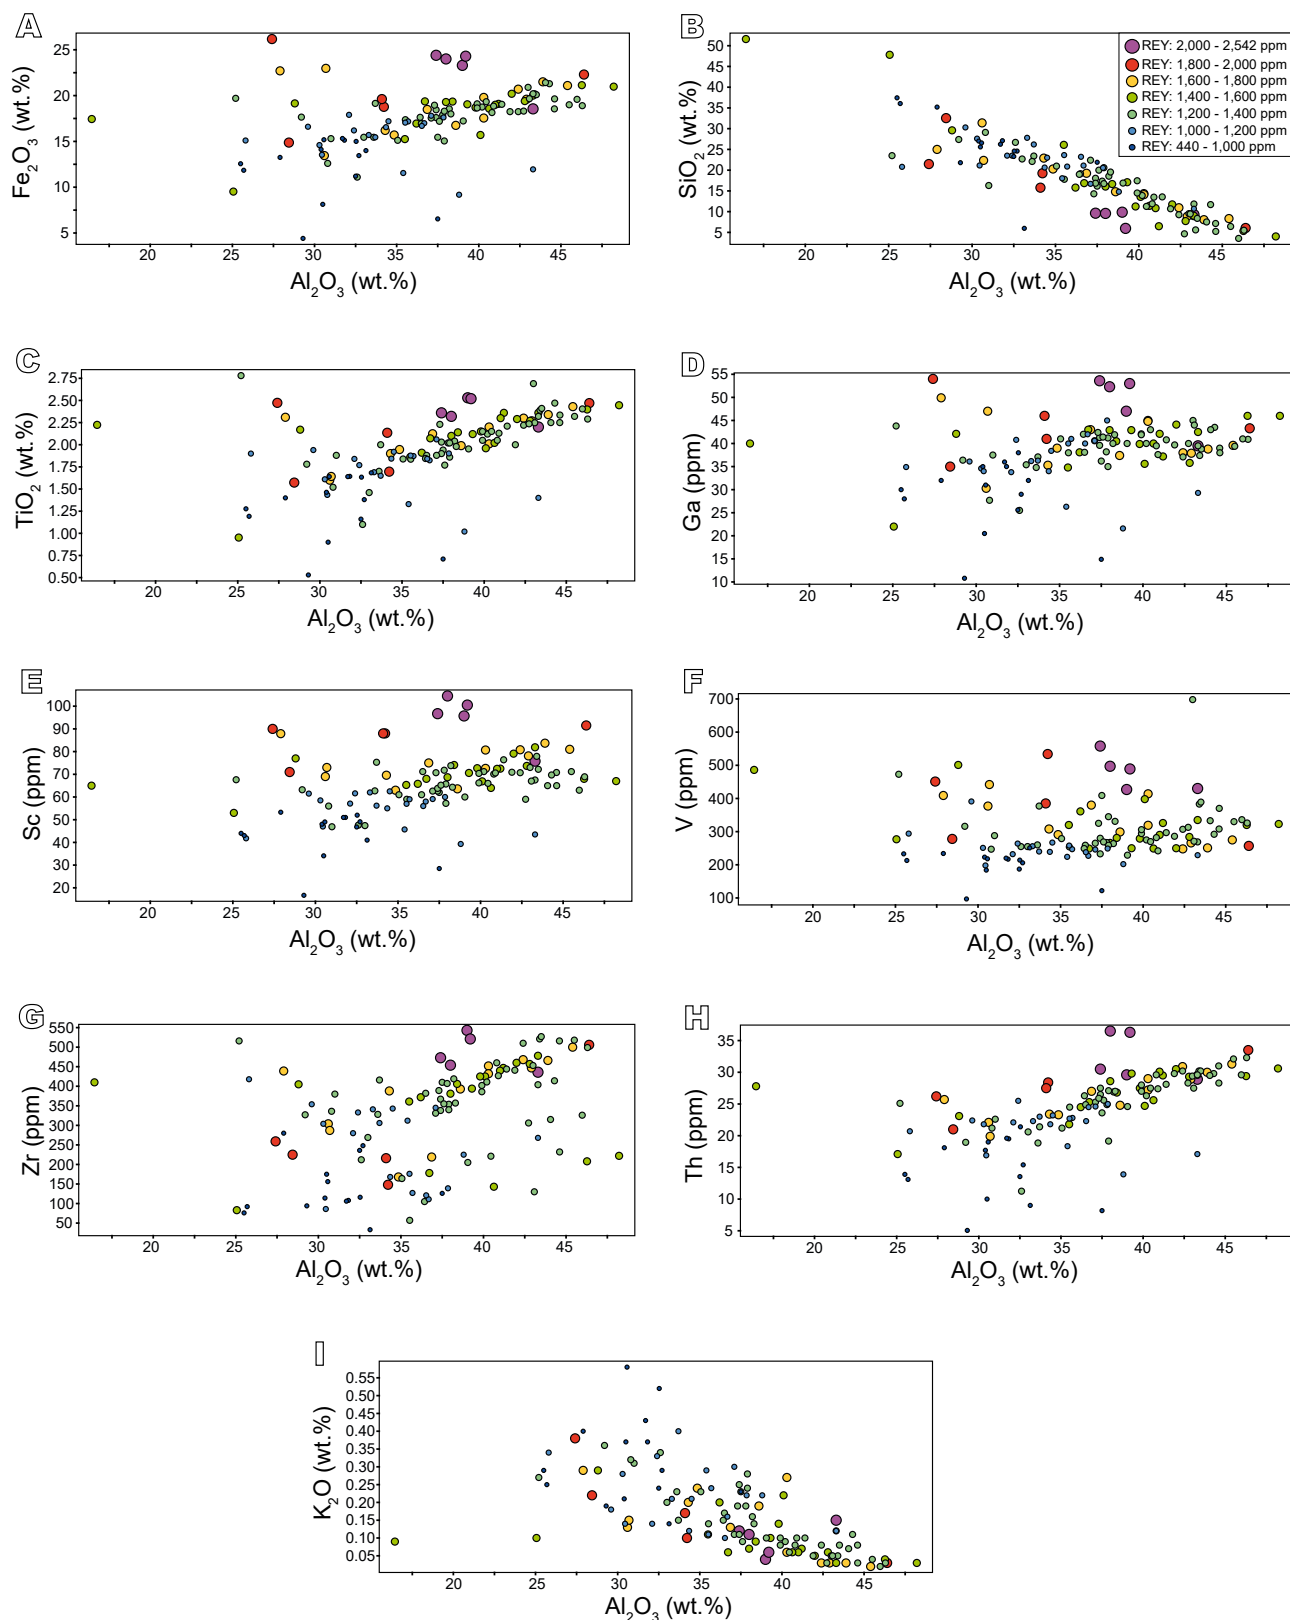 A
Fe2O3 (wt.%)
25
20
15
10
5
20 25 30 35 40 45
Al2O3 (wt.%)
B
SiO2 (wt.%)
50
45
40
35
30
25
20
15
10
5
20 25 30 35 40 45
Al2O3 (wt.%)
REY: 2,000 - 2,542 ppm
REY: 1,800 - 2,000 ppm
REY: 1,600 - 1,800 ppm
REY: 1,400 - 1,600 ppm
REY: 1,200 - 1,400 ppm
REY: 1,000 - 1,200 ppm
REY: 440 - 1,000 ppm
C
TiO2 (wt.%)
2.75
2.50
2.25
2.00
1.75
1.50
1.25
1.00
0.75
0.50
20 25 30 35 40 45
Al2O3 (wt.%)
D
Ga (ppm)
55
50
45
40
35
30
25
20
15
10
20 25 30 35 40 45
Al2O3 (wt.%)
E
Sc (ppm)
100
90
80
70
60
50
40
30
20
20 25 30 35 40 45
Al2O3 (wt.%)
F
V (ppm)
700
600
500
400
300
200
100
20 25 30 35 40 45
Al2O3 (wt.%)
G
Zr (ppm)
550
500
450
400
350
300
250
200
150
100
50
20 25 30 35 40 45
Al2O3 (wt.%)
H
Th (ppm)
35
30
25
20
15
10
5
20 25 30 35 40 45
Al2O3 (wt.%)
I
K2O (wt.%)
0.55
0.50
0.45
0.40
0.35
0.30
0.25
0.20
0.15
0.10
0.05
20 25 30 35 40 45
Al2O3 (wt.%)